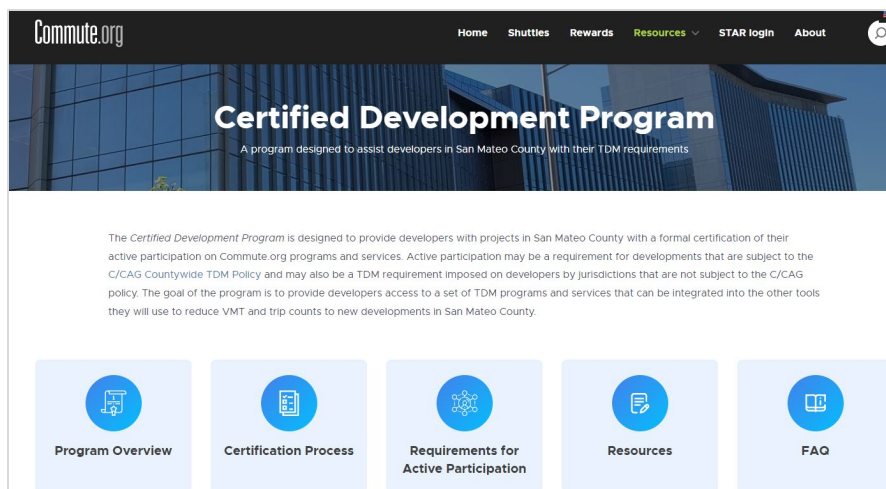 Commute.org
Home Shuttles Rewards Resources STAR login About
Certified Development Program
A program designed to assist developers in San Mateo County with their TDM requirements
The Certified Development Program is designed to provide developers with projects in San Mateo County with a formal certification of their
active participation on Commute.org programs and services. Active participation may be a requirement for developments that are subject to the
C/CAG Countywide TDM Policy and may also be a TDM requirement imposed on developers by jurisdictions that are not subject to the C/CAG
policy. The goal of the program is to provide developers access to a set of TDM programs and services that can be integrated into the other tools
they will use to reduce VMT and trip counts to new developments in San Mateo County.
Program Overview
Certification Process
Requirements for
Active Participation
Resources
FAQ